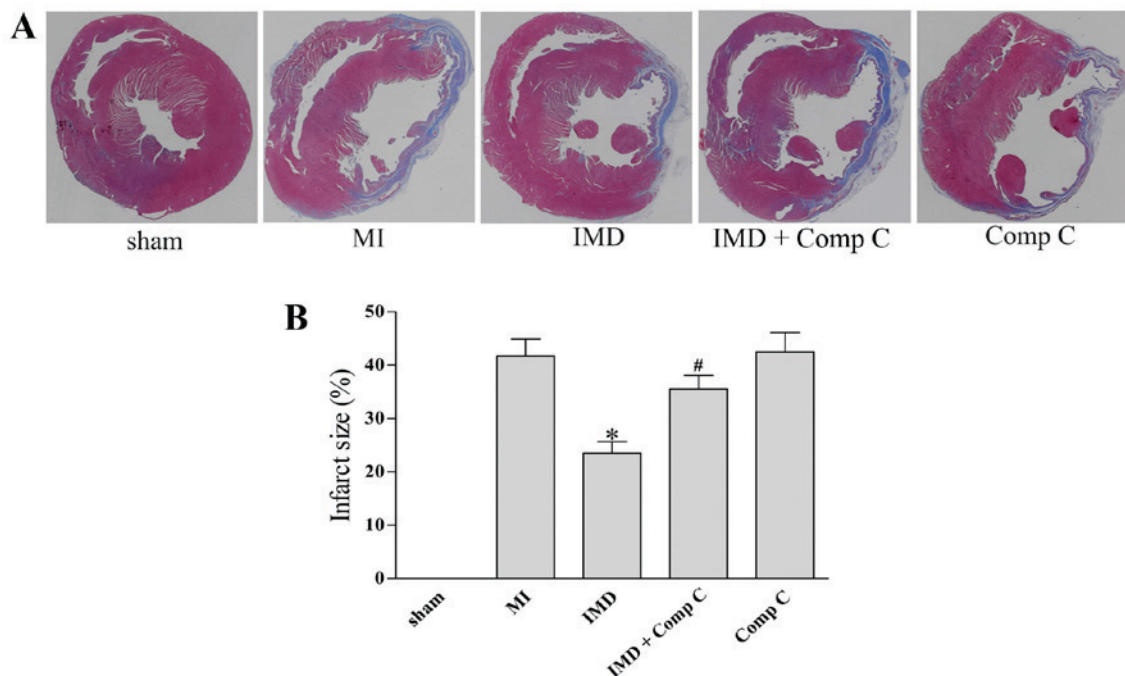 A
sham
MI
IMD
IMD + Comp C
Comp C
B
Infarct size (%)
50
40
30
20
10
0
*
#
sham
MI
IMD
IMD + Comp C
Comp C